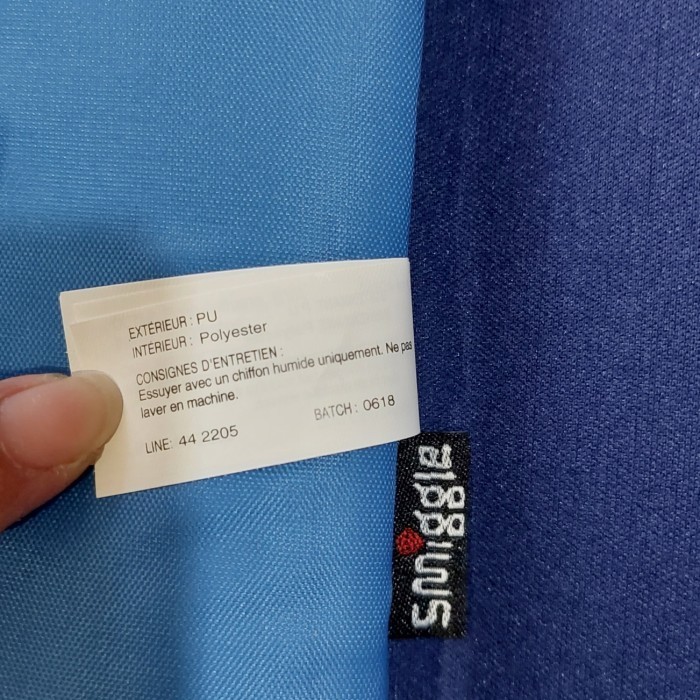 EXTÉRIEUR : PU
INTÉRIEUR : Polyester
CONSIGNES D'ENTRETIEN :
Essuyer avec un chiffon humide uniquement. Ne pas
laver en machine.
LINE: 44 2205 BATCH: 0618
smiggle